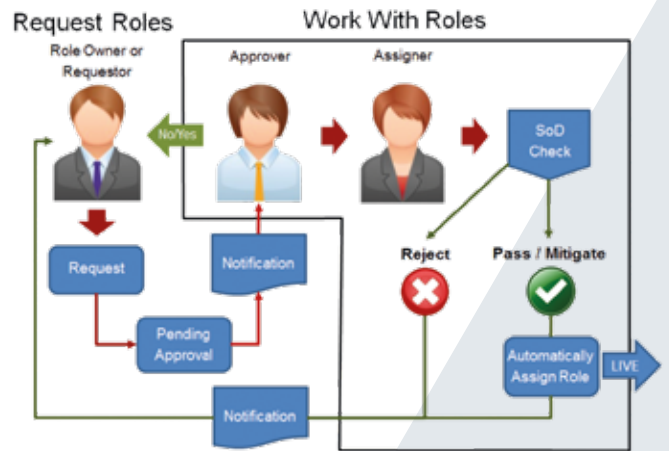 Request Roles
Work With Roles
Role Owner or
Requestor
Approver
Assigner
No/Yes
SoD
Check
Request
Notification
Reject
Pass / Mitigate
Pending
Approval
Automatically
Assign Role
LIVE
Notification